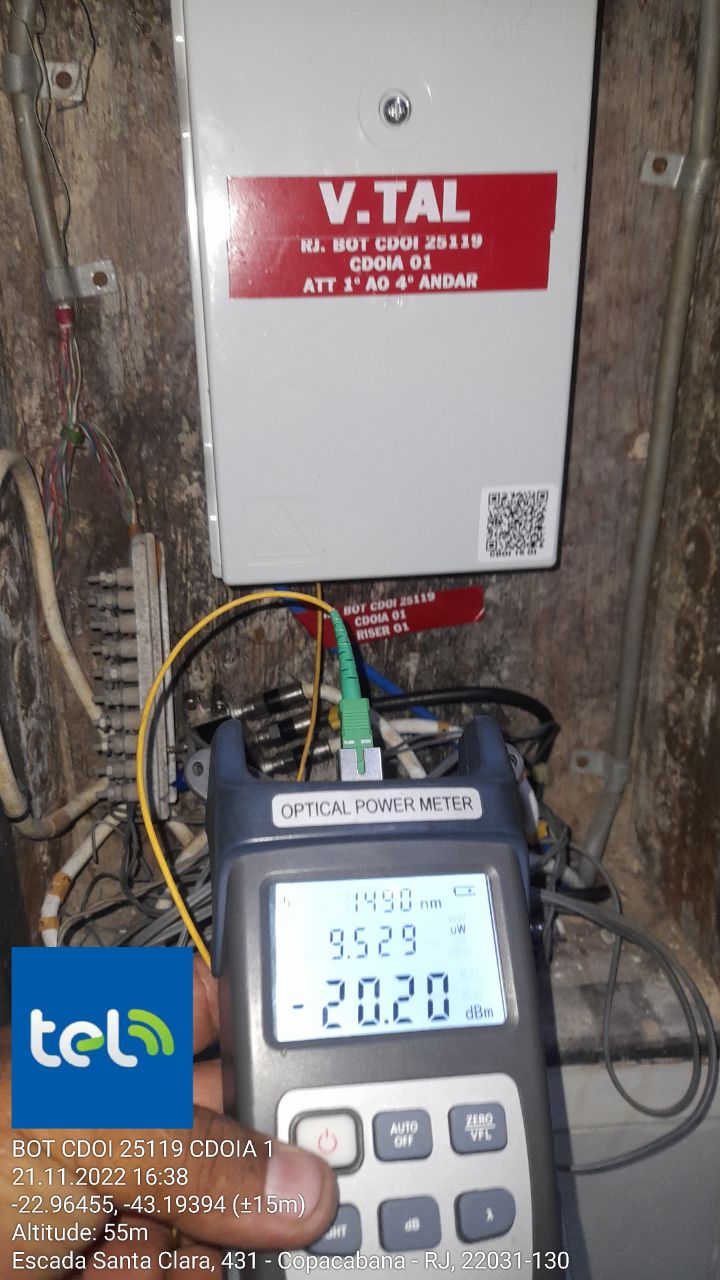 V.TAL
RJ. BOT CDOI 25119
CDOIA 01
ATT 1º AO 4º ANDAR
BOT CDOI 25119
CDOIA 01
RISER 01
OPTICAL POWER METER
1490 nm
9.529 uW
-20.20 dBm
AUTO OFF
ZERO
VFL
dB
λ
tel
BOT CDOI 25119 CDOIA 1
21.11.2022 16:38
-22.96455, -43.19394 (±15m)
Altitude: 55m
Escada Santa Clara, 431 - Copacabana - RJ, 22031-130